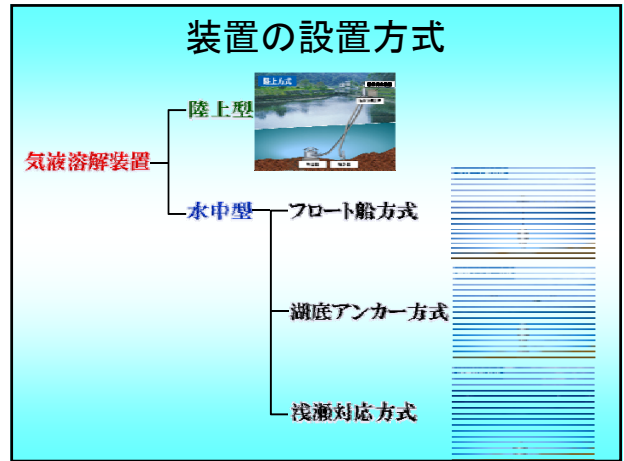 装置の設置方式
陸上方式
陸上型
気液溶解装置
水中型
フロート船方式
湖底アンカー方式
浅瀬対応方式